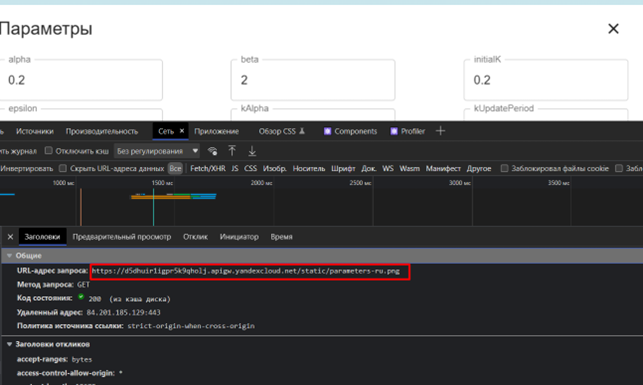 Параметры ×
alpha beta initialK
0.2 2 0.2
epsilon kAlpha kUpdatePeriod
Источники Производительность Сеть × Приложение Обзор CSS Components Profiler +
журнал Отключить кэш Без регулирования
Инвертировать Скрыть URL-адреса данных Все Fetch/XHR JS CSS Изобр. Носитель Шрифт Док. WS Wasm Манифест Другое Заблокировал файлы cookie
1000 мс 1500 мс 2000 мс 2500 мс 3000 мс 3500 мс
× Заголовки Предварительный просмотр Отклик Инициатор Время
Общие
URL-адрес запроса: https://d5dhuir1igpr5k9qholj.apigw.yandexcloud.net/static/parameters-ru.png
Метод запроса: GET
Код состояния: 200 (из кэша диска)
Удаленный адрес: 84.201.185.129:443
Политика источника ссылки: strict-origin-when-cross-origin
Заголовки откликов
accept-ranges: bytes
access-control-allow-origin: *